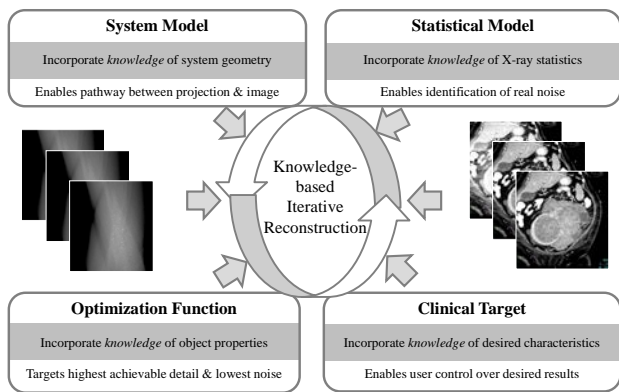 System Model
Incorporate knowledge of system geometry
Enables pathway between projection & image
Statistical Model
Incorporate knowledge of X-ray statistics
Enables identification of real noise
Knowledge-
based
Iterative
Reconstruction
Optimization Function
Incorporate knowledge of object properties
Targets highest achievable detail & lowest noise
Clinical Target
Incorporate knowledge of desired characteristics
Enables user control over desired results